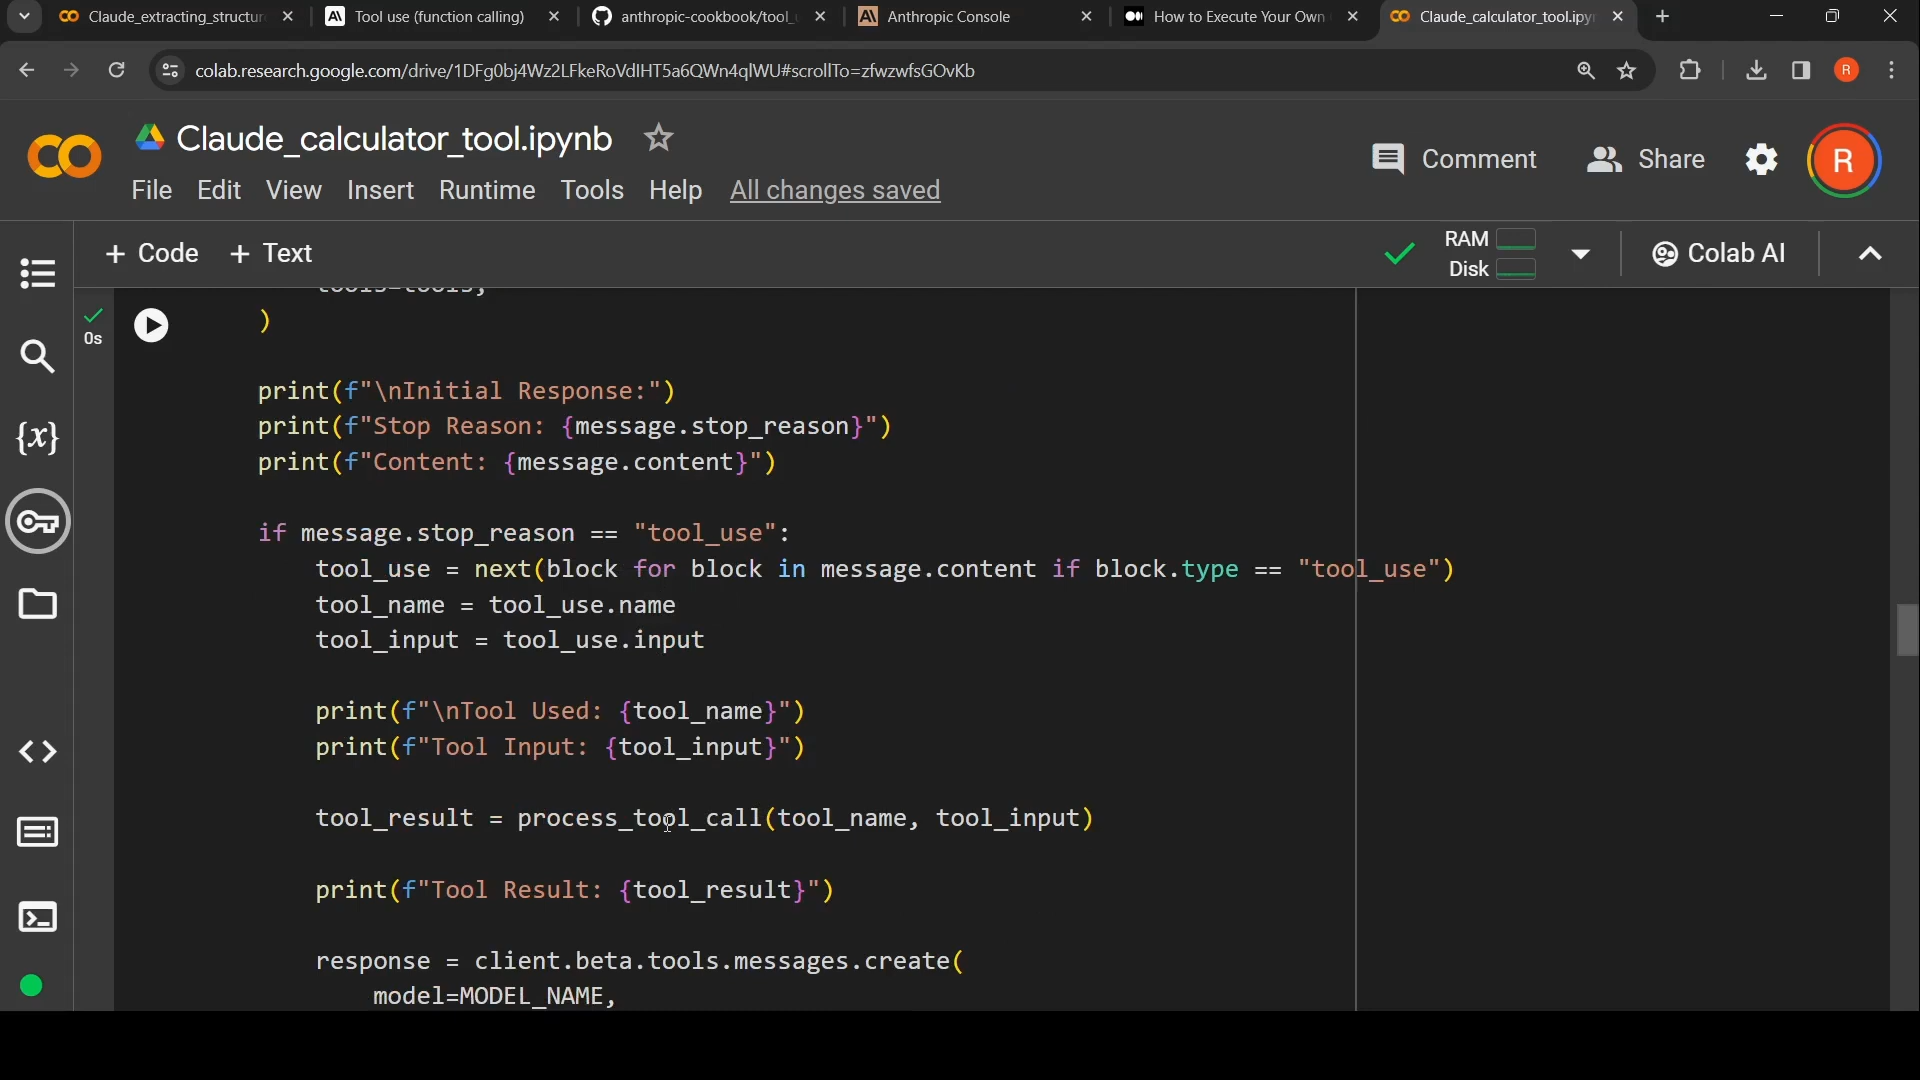 Claude_extracting_structur
Tool use (function calling)
anthropic-cookbook/tool_
Anthropic Console
How to Execute Your Own
Claude_calculator_tool.ipy
colab.research.google.com/drive/1DFg0bj4Wz2LFkeRoVdIHT5a6QWn4qlWU#scrollTo=zfwzwfsGOvKb
R
Claude_calculator_tool.ipynb
Comment
Share
R
File Edit View Insert Runtime Tools Help All changes saved
+ Code + Text
RAM
Disk
Colab AI
{x}
0s
tools=tools,
)
print(f"\nInitial Response:")
print(f"Stop Reason: {message.stop_reason}")
print(f"Content: {message.content}")
if message.stop_reason == "tool_use":
tool_use = next(block for block in message.content if block.type == "tool_use")
tool_name = tool_use.name
tool_input = tool_use.input
print(f"\nTool Used: {tool_name}")
print(f"Tool Input: {tool_input}")
tool_result = process_tool_call(tool_name, tool_input)
print(f"Tool Result: {tool_result}")
response = client.beta.tools.messages.create(
model=MODEL_NAME,